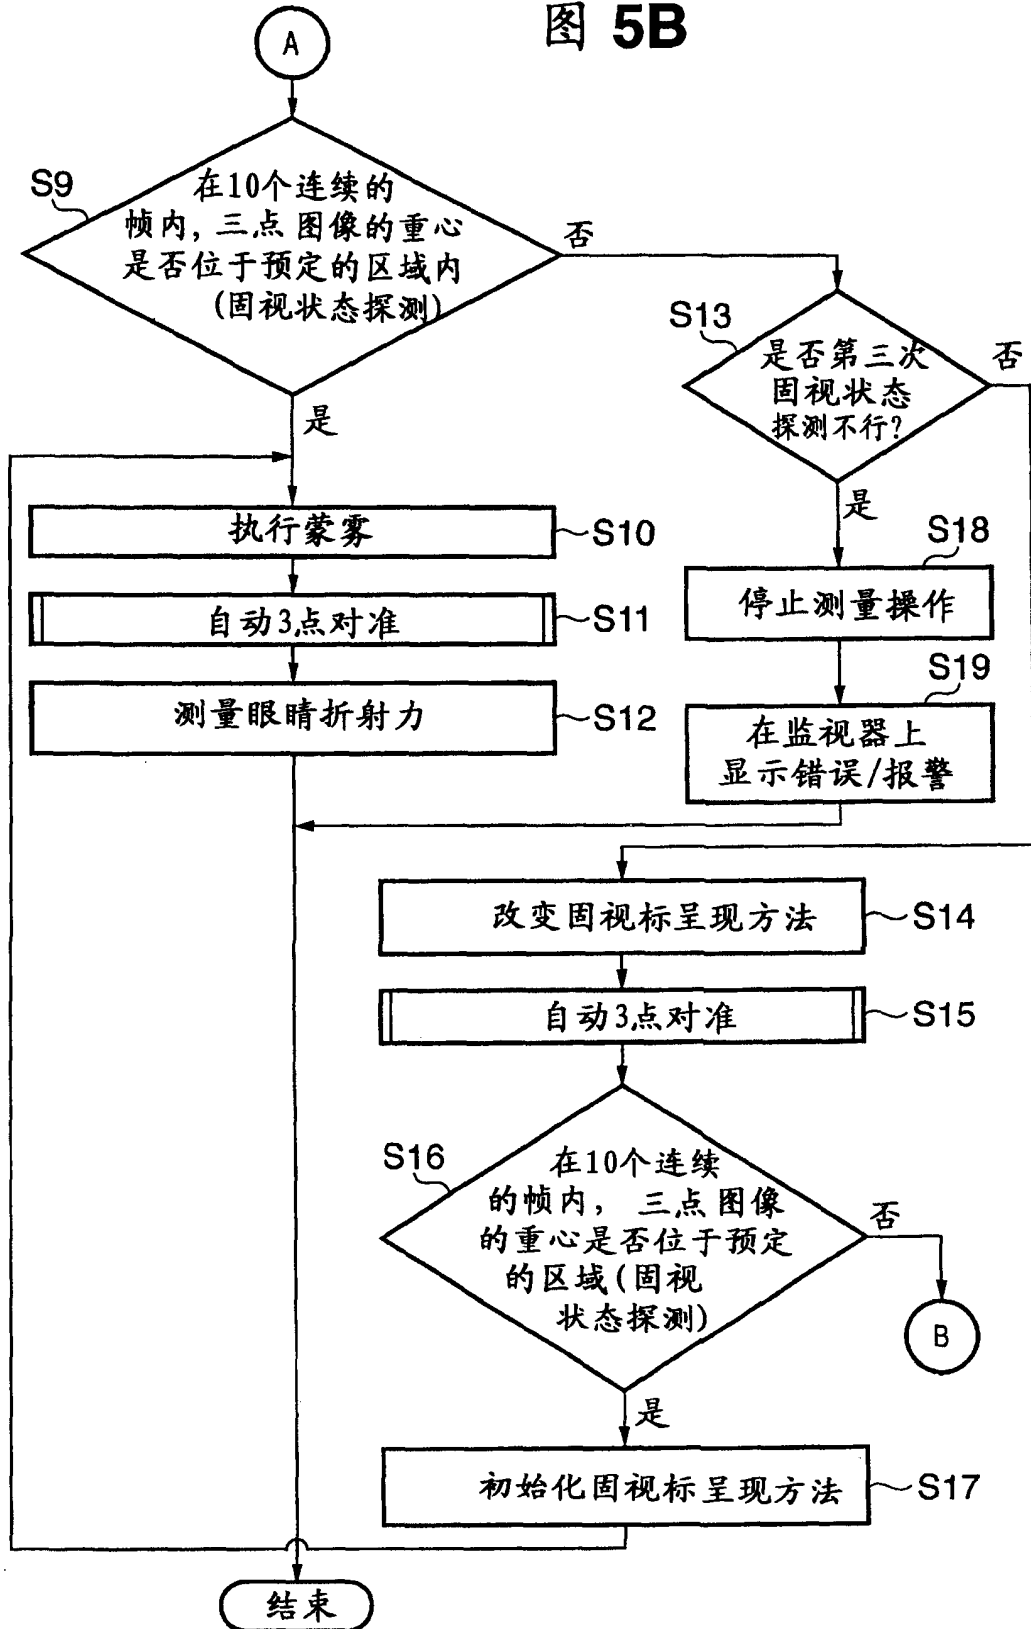 图 5B
A
S9
在10个连续的
帧内, 三点图像的重心
是否位于预定的区域内
(固视状态探测)
否
是
S13
是否第三次
固视状态
探测不行?
否
是
执行蒙雾
S10
自动3点对准
S11
测量眼睛折射力
S12
S18
停止测量操作
S19
在监视器上
显示错误/报警
改变固视标呈现方法
S14
自动3点对准
S15
S16
在10个连续
的帧内, 三点图像
的重心是否位于预定
的区域(固视
状态探测)
否
B
是
初始化固视标呈现方法
S17
结束